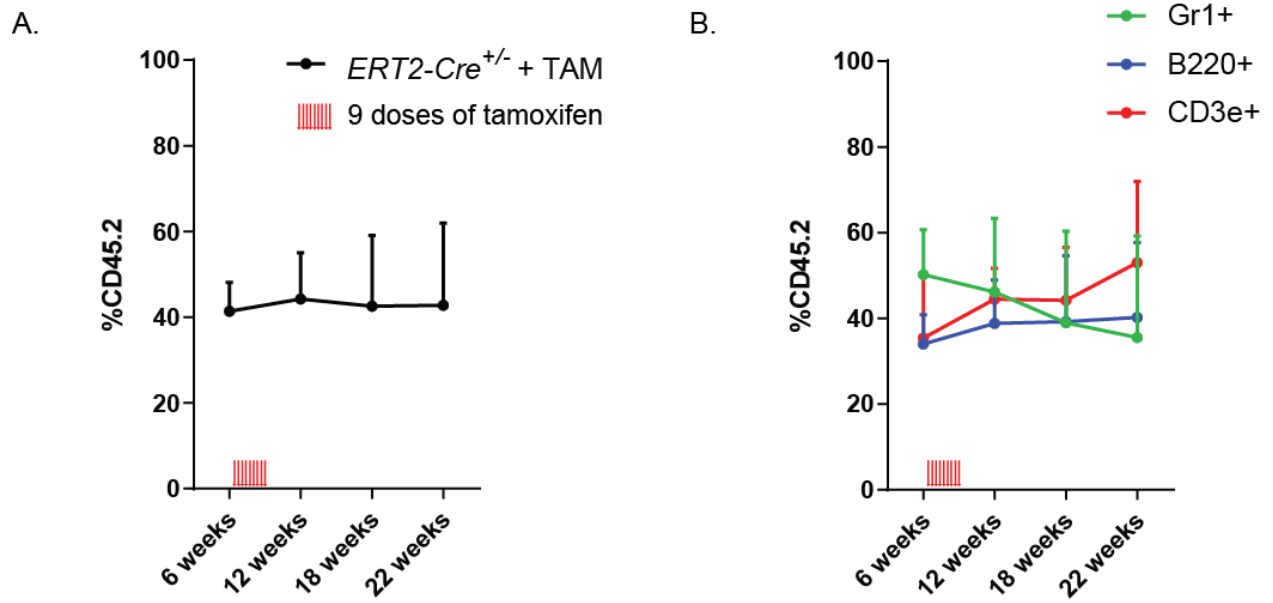 A.
ERT2-Cre+/- + TAM
9 doses of tamoxifen
%CD45.2
100
80
60
40
20
0
6 weeks
12 weeks
18 weeks
22 weeks
B.
Gr1+
B220+
CD3e+
%CD45.2
100
80
60
40
20
0
6 weeks
12 weeks
18 weeks
22 weeks